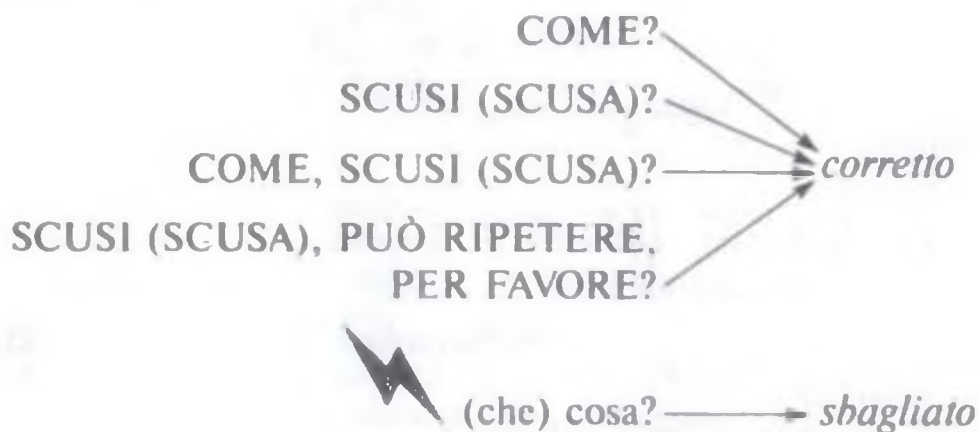 COME?
SCUSI (SCUSA)?
COME, SCUSI (SCUSA)?
corretto
SCUSI (SCUSA), PUÒ RIPETERE,
PER FAVORE?
(che) cosa?
sbagliato